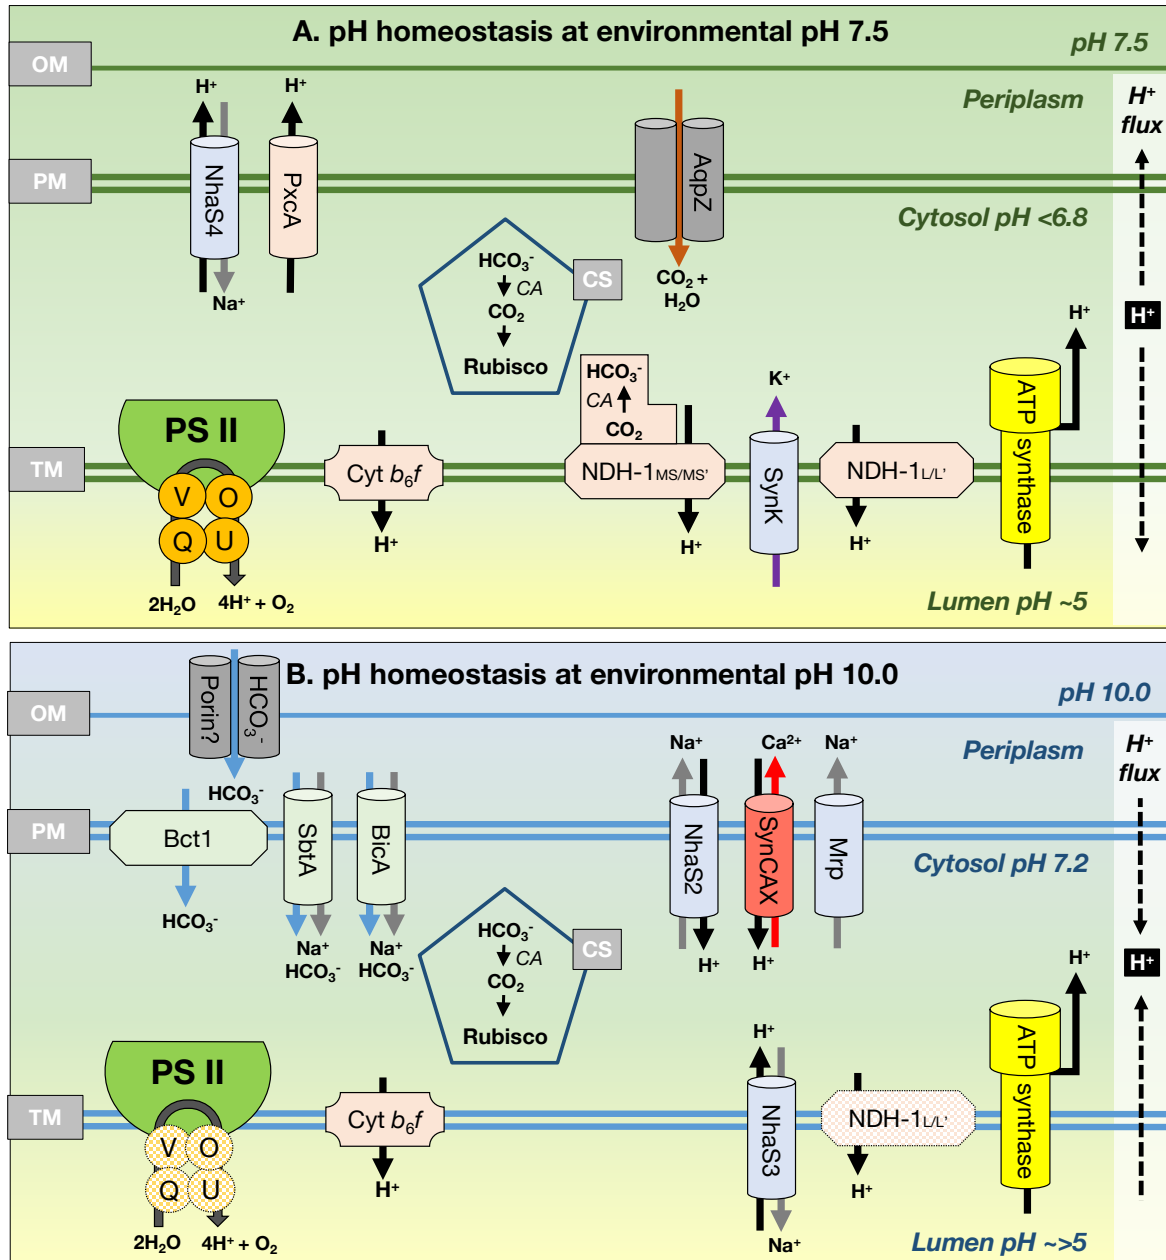 A. pH homeostasis at environmental pH 7.5
pH 7.5
OM
H⁺
H⁺
Periplasm
H⁺
flux
NhaS4
PxcA
AqpZ
PM
Cytosol pH <6.8
Na⁺
HCO₃⁻
CA
CO₂
Rubisco
CS
CO₂ +
H₂O
H⁺
H⁺
HCO₃⁻
CA
CO₂
K⁺
PS II
ATP
synthase
TM
Cyt b₆f
NDH-1MS/MS'
SynK
NDH-1L/L'
V O
Q U
H⁺
H⁺
H⁺
2H₂O
4H⁺ + O₂
Lumen pH ~5
B. pH homeostasis at environmental pH 10.0
pH 10.0
Porin?
HCO₃⁻
OM
HCO₃⁻
Na⁺
Ca²⁺
Na⁺
Periplasm
H⁺
flux
PM
Bct1
SbtA
BicA
NhaS2
SynCAX
Mrp
Cytosol pH 7.2
HCO₃⁻
Na⁺
HCO₃⁻
Na⁺
HCO₃⁻
HCO₃⁻
CA
CO₂
Rubisco
CS
H⁺
H⁺
H⁺
H⁺
H⁺
PS II
ATP
synthase
TM
Cyt b₆f
NhaS3
NDH-1L/L'
V O
Q U
H⁺
H⁺
2H₂O
4H⁺ + O₂
Na⁺
Lumen pH ~>5